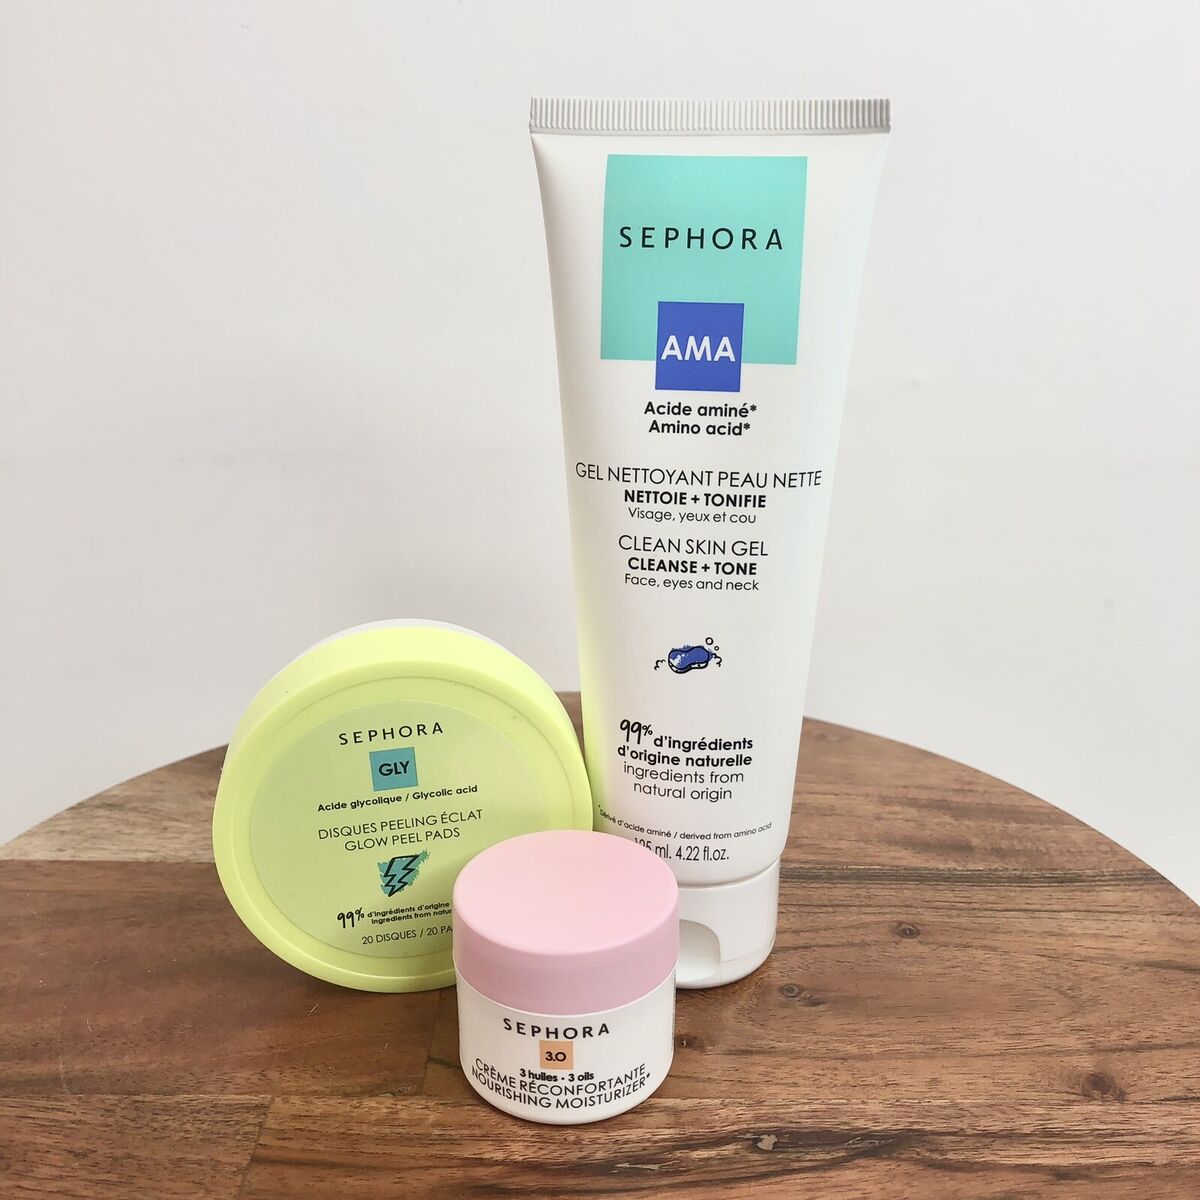 SEPHORA
AMA
Acide aminé*
Amino acid*
GEL NETTOYANT PEAU NETTE
NETTOIE + TONIFIE
Visage, yeux et cou
CLEAN SKIN GEL
CLEANSE + TONE
Face, eyes and neck
99% d'ingrédients
d'origine naturelle
ingredients from
natural origin
*Dérivé d'acide aminé / derived from amino acid
ml. 4.22 fl.oz.
SEPHORA
GLY
Acide glycolique / Glycolic acid
DISQUES PEELING ÉCLAT
GLOW PEEL PADS
99% d'ingrédients d'origine
ingredients from
20 DISQUES / 20
SEPHORA
3.0
3 huiles - 3 oils
CRÈME RÉCONFORTANTE
NOURISHING MOISTURIZER*